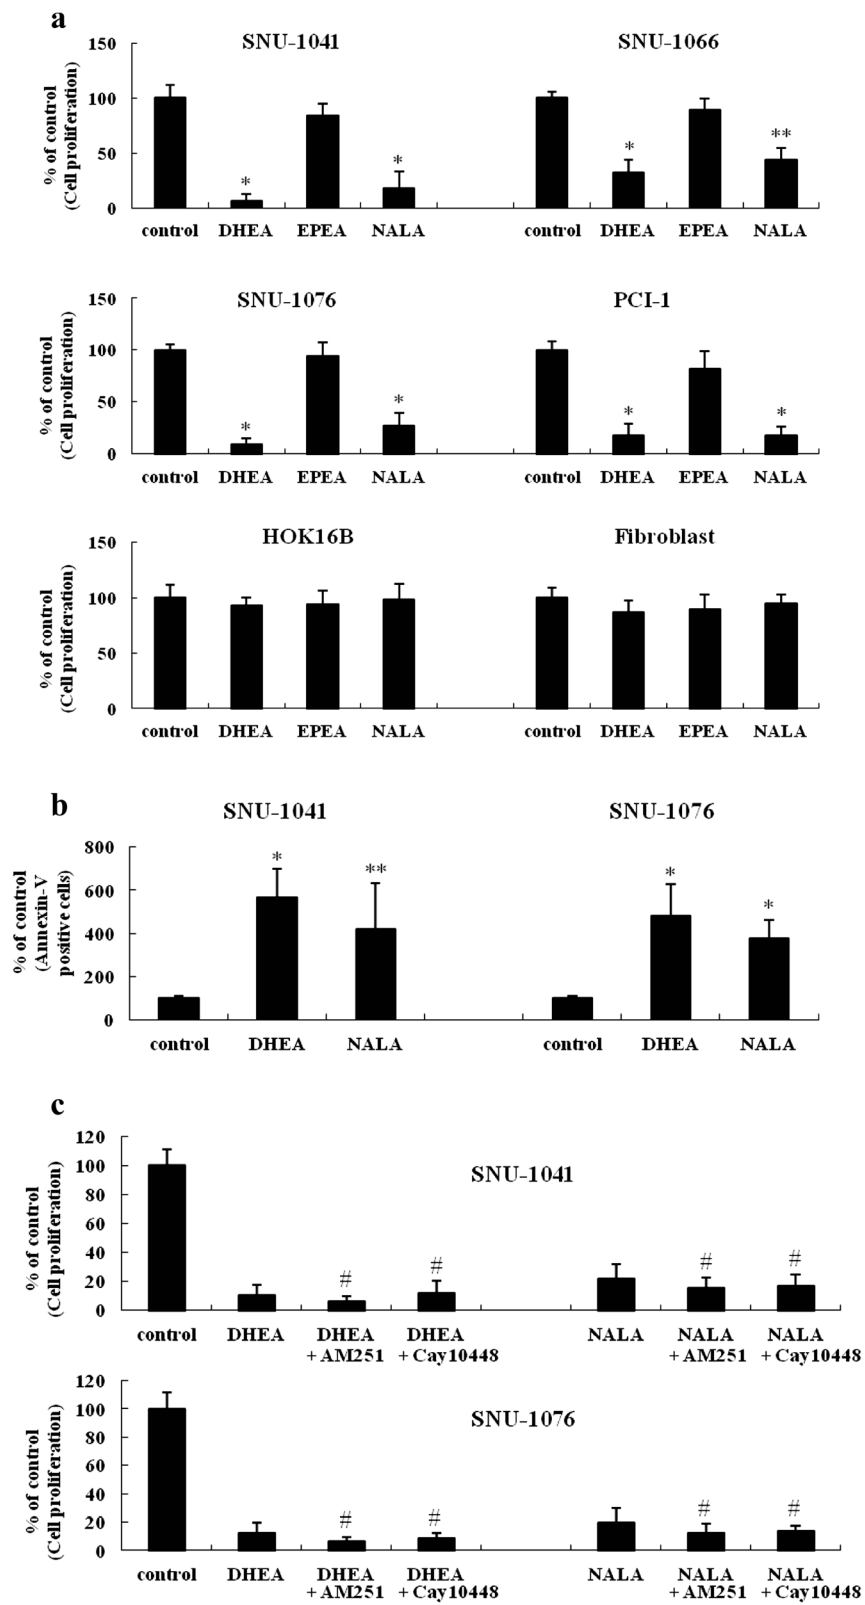 a
SNU-1041
SNU-1066
% of control
(Cell proliferation)
150
100
50
0
*
*
*
**
control DHEA EPEA NALA
control DHEA EPEA NALA
SNU-1076
PCI-1
% of control
(Cell proliferation)
150
100
50
0
*
*
*
*
control DHEA EPEA NALA
control DHEA EPEA NALA
HOK16B
Fibroblast
% of control
(Cell proliferation)
150
100
50
0
control DHEA EPEA NALA
control DHEA EPEA NALA
b
SNU-1041
SNU-1076
% of control
(Annexin-V
positive cells)
800
600
400
200
0
*
**
*
*
control DHEA NALA
control DHEA NALA
c
SNU-1041
% of control
(Cell proliferation)
120
100
80
60
40
20
0
#
#
#
#
control DHEA DHEA DHEA NALA NALA NALA
+ AM251 + Cay10448 + AM251 + Cay10448
SNU-1076
% of control
(Cell proliferation)
120
100
80
60
40
20
0
#
#
#
#
control DHEA DHEA DHEA NALA NALA NALA
+ AM251 + Cay10448 + AM251 + Cay10448